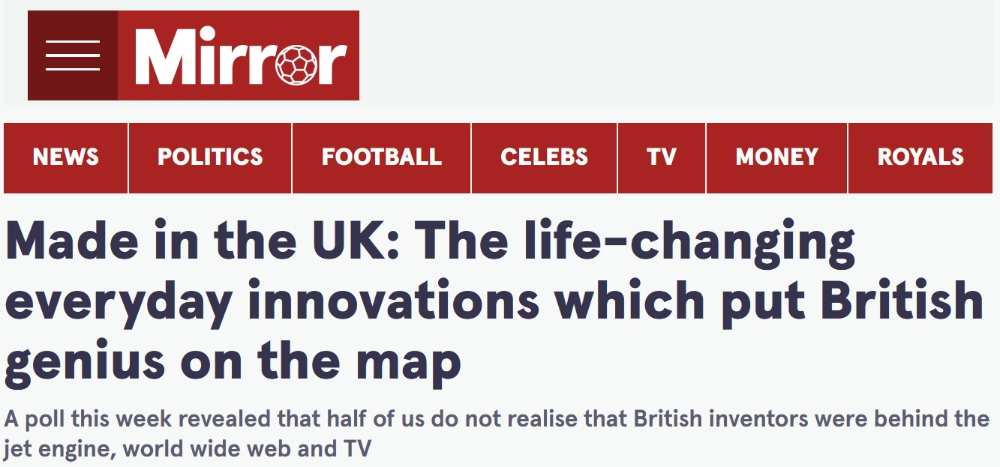 Mirror
NEWS POLITICS FOOTBALL CELEBS TV MONEY ROYALS
Made in the UK: The life-changing
everyday innovations which put British
genius on the map
A poll this week revealed that half of us do not realise that British inventors were behind the
jet engine, world wide web and TV